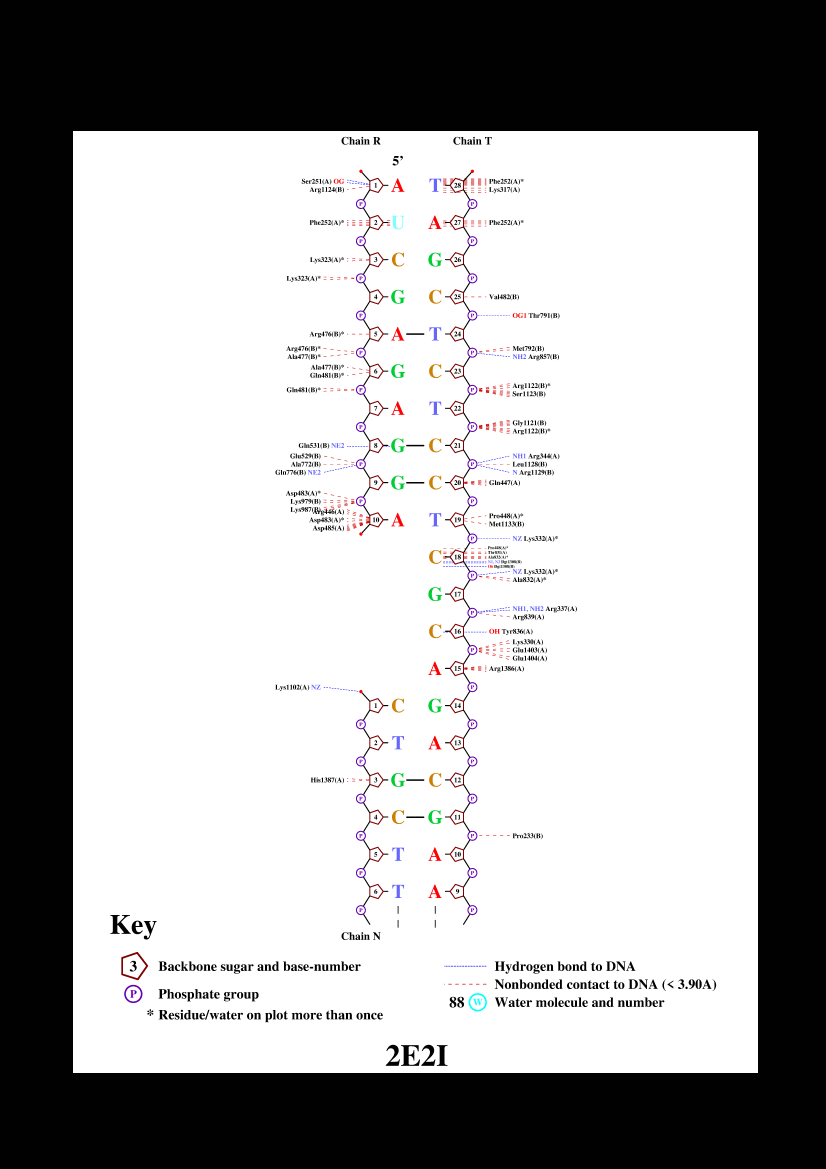 Chain R Chain T
5’
Ser251(A) OG 1 A T 28 Phe252(A)*
Arg1124(B) Lys317(A)
P P
Phe252(A)* 2 U A 27 Phe252(A)*
P P
Lys323(A)* 3 C G 26
Lys323(A)* P P
4 G C 25 Val482(B)
P P OG1 Thr791(B)
Arg476(B)* 5 A T 24
Arg476(B)* P P Met792(B)
Ala477(B)* NH2 Arg857(B)
Ala477(B)* 6 G C 23
Gln481(B)*
Gln481(B)* P P Arg1122(B)*
Ser1123(B)
7 A T 22
P P Gly1121(B)
Arg1122(B)*
Gln531(B) NE2 8 G C 21
Glu529(B) P P NH1 Arg344(A)
Ala772(B) Leu1128(B)
Gln776(B) NE2 N Arg1129(B)
9 G C 20 Gln447(A)
Asp483(A)* P P
Lys979(B)
Lys987(B)
Arg446(A) 10 A T 19 Pro448(A)*
Asp483(A)* Met1133(B)
Asp485(A)
P NZ Lys332(A)*
C 18 Pro448(A)*
Thr831(A)
Ala832(A)*
P NZ Lys332(A)*
Ala832(A)*
G 17
P NH1, NH2 Arg337(A)
Arg839(A)
C 16 OH Tyr836(A)
P Lys330(A)
Glu1403(A)
Glu1404(A)
A 15 Arg1386(A)
Lys1102(A) NZ P
1 C G 14
P P
2 T A 13
P P
His1387(A) 3 G C 12
P P
4 C G 11
P P Pro233(B)
5 T A 10
P P
6 T A 9
P P
Chain N
Key
3 Backbone sugar and base-number
P Phosphate group
* Residue/water on plot more than once
Hydrogen bond to DNA
Nonbonded contact to DNA (< 3.90A)
88 W Water molecule and number
2E2I